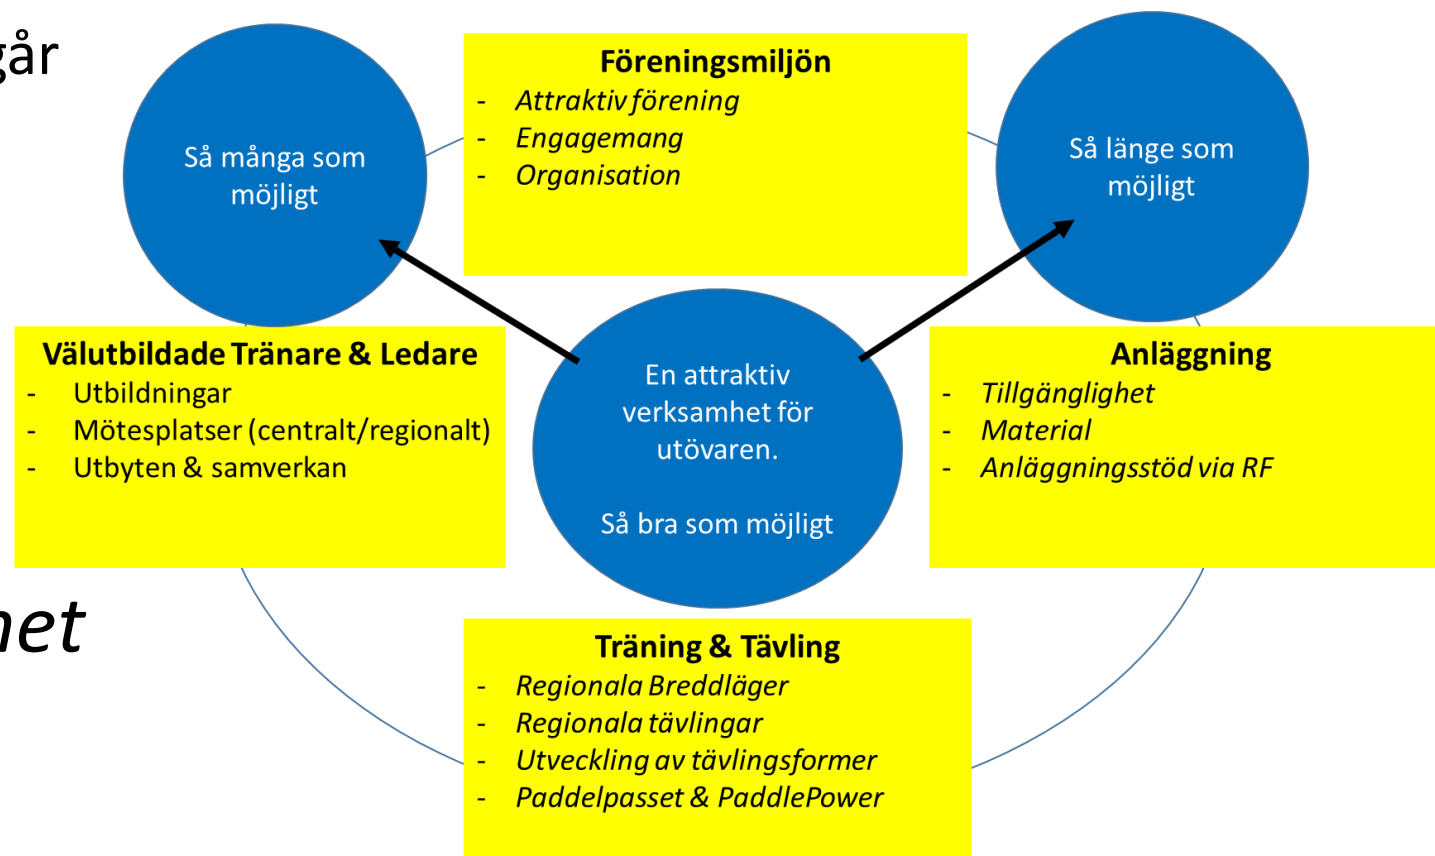 går
Så många som
möjligt
Föreningsmiljön
- Attraktiv förening
- Engagemang
- Organisation
Så länge som
möjligt
Välutbildade Tränare & Ledare
- Utbildningar
- Mötesplatser (centralt/regionalt)
- Utbyten & samverkan
En attraktiv
verksamhet för
utövaren.
Så bra som möjligt
Anläggning
- Tillgänglighet
- Material
- Anläggningsstöd via RF
het
Träning & Tävling
- Regionala Breddläger
- Regionala tävlingar
- Utveckling av tävlingsformer
- Paddelpasset & PaddlePower